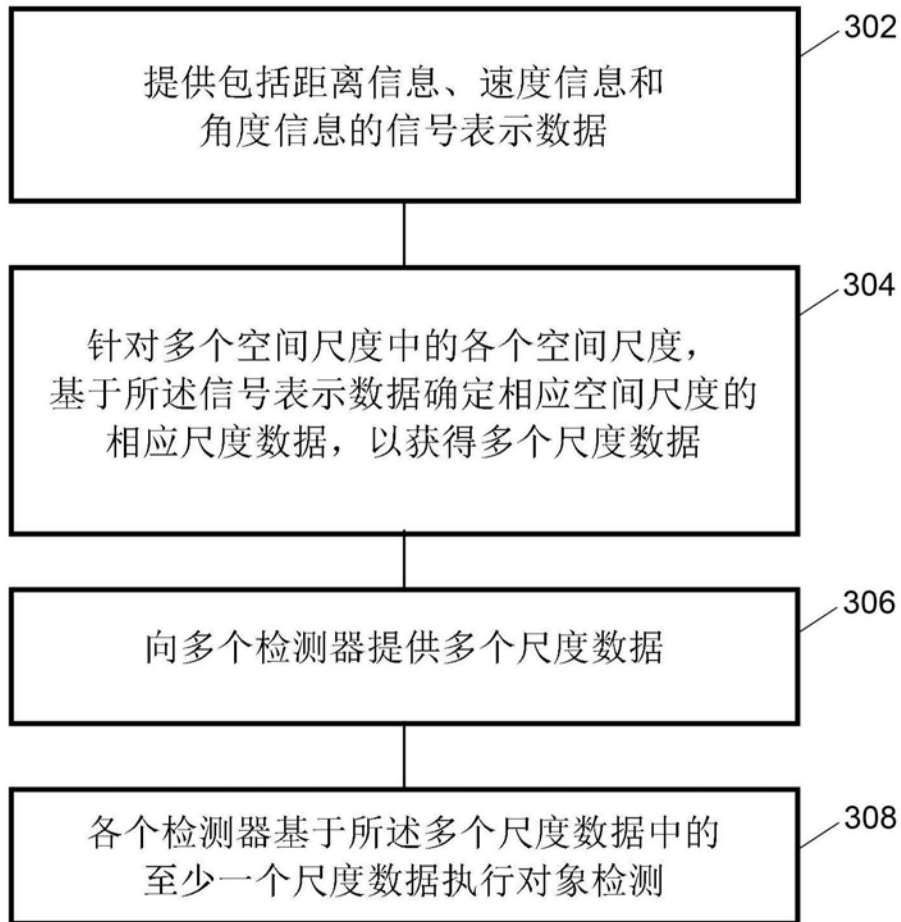 302
提供包括距离信息、速度信息和
角度信息的信号表示数据
304
针对多个空间尺度中的各个空间尺度，
基于所述信号表示数据确定相应空间尺度的
相应尺度数据，以获得多个尺度数据
306
向多个检测器提供多个尺度数据
308
各个检测器基于所述多个尺度数据中的
至少一个尺度数据执行对象检测